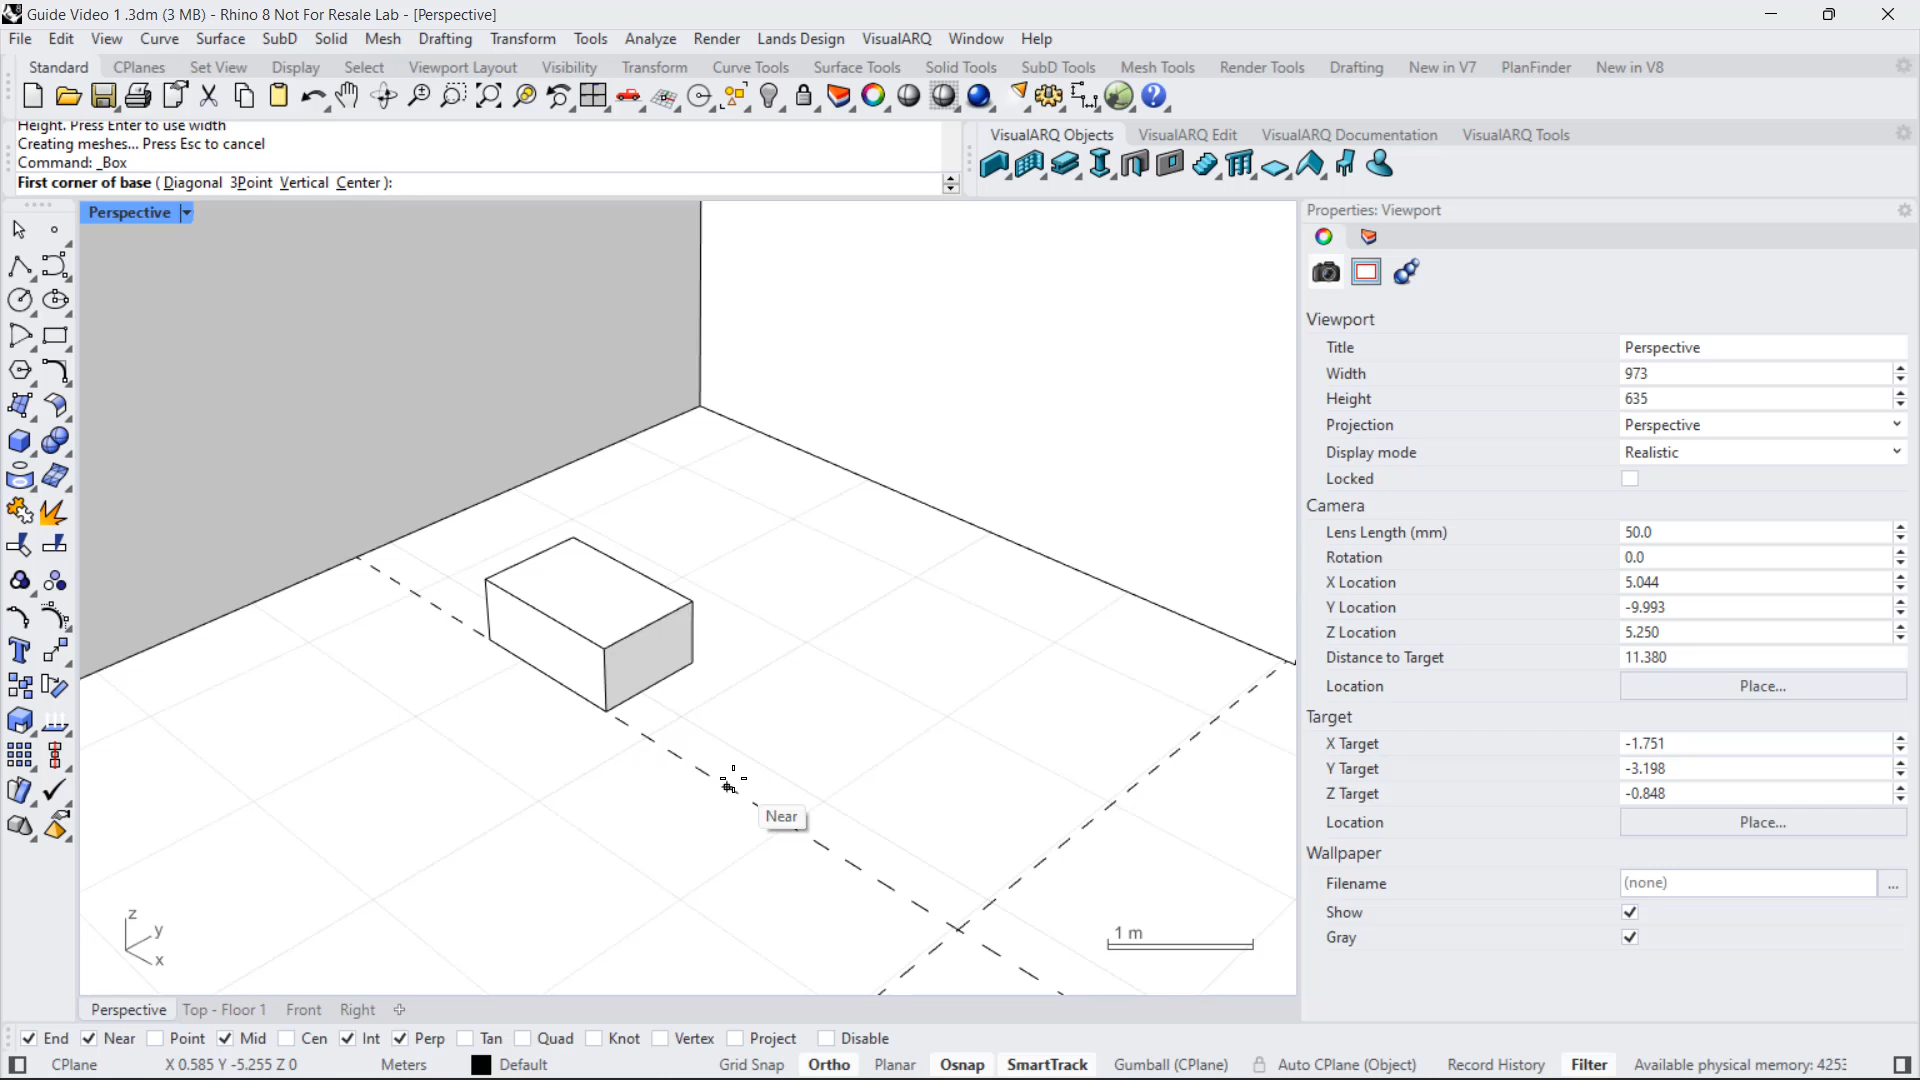 Guide Video 1 .3dm (3 MB) - Rhino 8 Not For Resale Lab - [Perspective]
File Edit View Curve Surface SubD Solid Mesh Drafting Transform Tools Analyze Render Lands Design VisualARQ Window Help
Standard CPlanes Set View Display Select Viewport Layout Visibility Transform Curve Tools Surface Tools Solid Tools SubD Tools Mesh Tools Render Tools Drafting New in V7 PlanFinder New in V8
Height. Press Enter to use width
Creating meshes... Press Esc to cancel
Command: _Box
First corner of base ( Diagonal 3Point Vertical Center ):
VisualARQ Objects VisualARQ Edit VisualARQ Documentation VisualARQ Tools
Perspective
Near
z
y
x
1 m
Properties: Viewport
Viewport
Title Perspective
Width 973
Height 635
Projection Perspective
Display mode Realistic
Locked
Camera
Lens Length (mm) 50.0
Rotation 0.0
X Location 5.044
Y Location -9.993
Z Location 5.250
Distance to Target 11.380
Location Place...
Target
X Target -1.751
Y Target -3.198
Z Target -0.848
Location Place...
Wallpaper
Filename (none) ...
Show
Gray
Perspective Top - Floor 1 Front Right
End Near Point Mid Cen Int Perp Tan Quad Knot Vertex Project Disable
CPlane X 0.585 Y -5.255 Z 0 Meters Default Grid Snap Ortho Planar Osnap SmartTrack Gumball (CPlane) Auto CPlane (Object) Record History Filter Available physical memory: 425